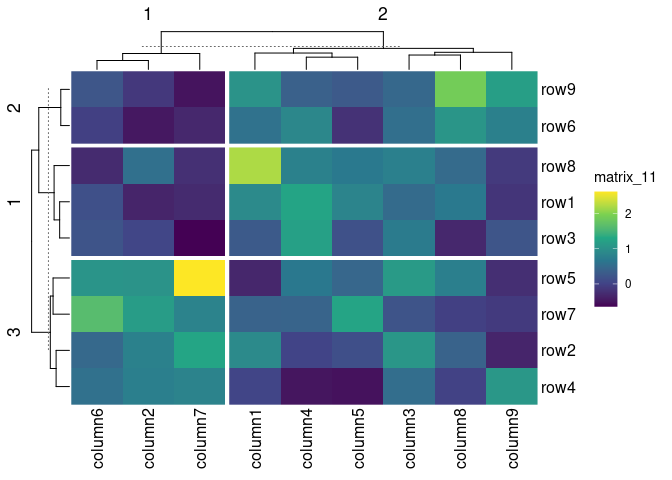 1 2
2
1
3
row9
row6
row8
row1
row3
row5
row7
row2
row4
column6
column2
column7
column1
column4
column5
column3
column8
column9
matrix_11
2
1
0